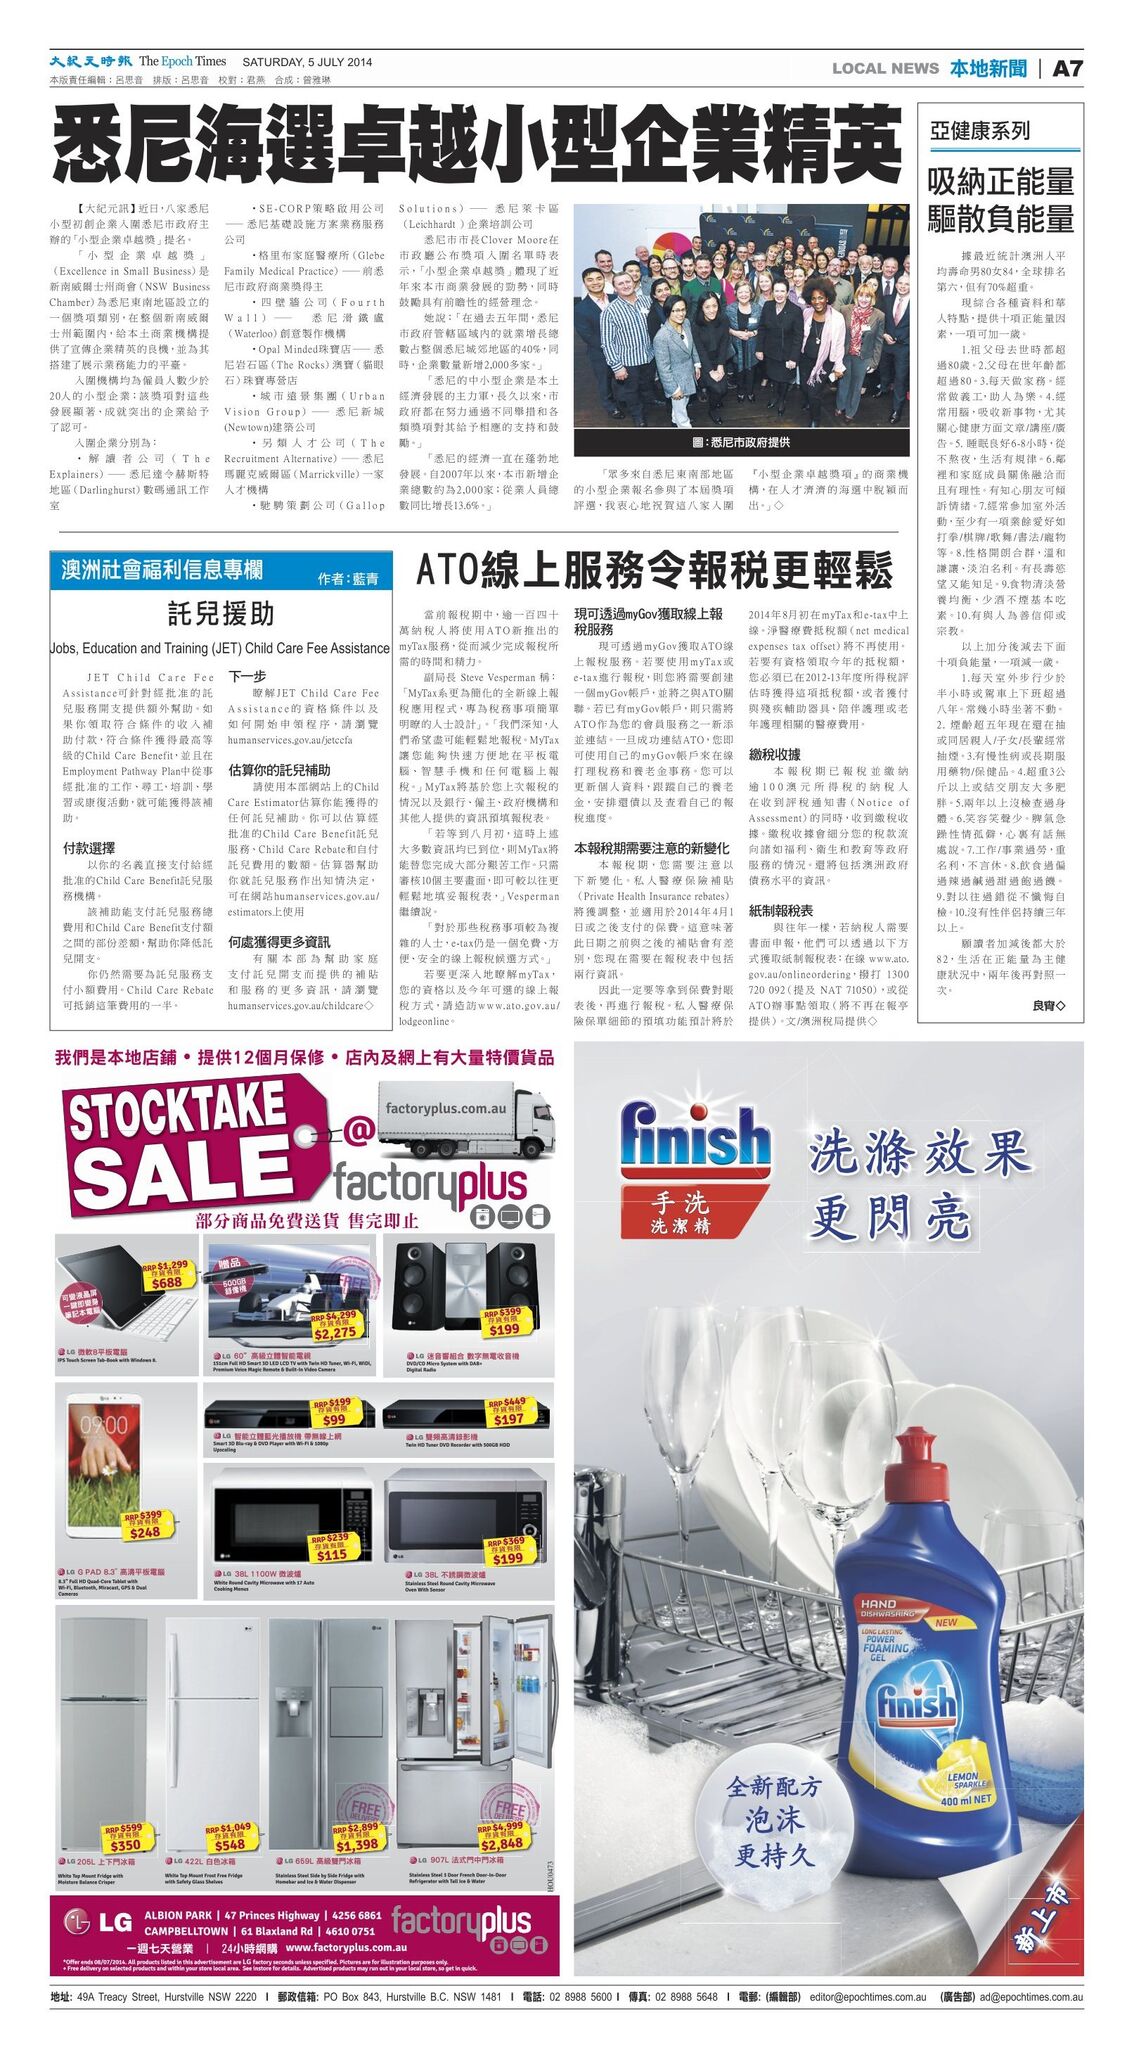 大紀元時報 The Epoch Times SATURDAY, 5 JULY 2014
本版責任編輯：呂思音 排版：呂思音 校對：君燕 合成：曾雅琳
LOCAL NEWS 本地新聞 | A7
悉尼海選卓越小型企業精英
【大紀元訊】近日，八家悉尼
小型初創企業入圍悉尼市政府主
辦的「小型企業卓越獎」提名。
「小型企業卓越獎」
(Excellence in Small Business) 是
新南威爾士州商會 (NSW Business
Chamber) 為悉尼東南地區設立的
一個獎項類別，在整個新南威爾
士州範圍內，給本土商業機構提
供了宣傳企業精英的良機，並為其
搭建了展示業務能力的平臺。
入圍機構均為僱員人數少於
20人的小型企業；該獎項對這些
發展顯著、成就突出的企業給予
了認可。
入圍企業分別為：
・解讀者公司 (The
Explainers) —— 悉尼達令赫斯特
地區 (Darlinghurst) 數碼通訊工作
室
・SE-CORP策略啟用公司
—— 悉尼基礎設施方案業務服務
公司
・格里布家庭醫療所 (Glebe
Family Medical Practice) —— 前悉
尼市政府商業獎得主
・四壁牆公司 (Fourth
Wall) —— 悉尼滑鐵盧
(Waterloo) 創意製作機構
・Opal Minded珠寶店—— 悉
尼岩石區 (The Rocks) 澳寶 (貓眼
石) 珠寶專營店
・城市遠景集團 (Urban
Vision Group) —— 悉尼新城
(Newtown)建築公司
・另類人才公司 (The
Recruitment Alternative) —— 悉尼
瑪麗克威爾區 (Marrickville) 一家
人才機構
・馳騁策劃公司 (Gallop
Solutions) —— 悉尼萊卡區
(Leichhardt ) 企業培訓公司
悉尼市市長Clover Moore在
市政廳公布獎項入圍名單時表
示，「小型企業卓越獎」體現了近
年來本市商業發展的勁勢，同時
鼓勵具有前瞻性的經營理念。
她說：「在過去五年間，悉尼
市政府管轄區域內的就業增長總
數占整個悉尼城郊地區的40%，同
時，企業數量新增2,000多家。」
「悉尼的中小型企業是本土
經濟發展的主力軍，長久以來，市
政府都在努力通過不同舉措和各
類獎項對其給予相應的支持和鼓
勵。」
「悉尼的經濟一直在蓬勃地
發展。自2007年以來，本市新增企
業總數約為2,000家；從業人員總
數同比增長13.6%。」
圖：悉尼市政府提供
「眾多來自悉尼東南部地區
的小型企業報名參與了本屆獎項
評選，我衷心地祝賀這八家入圍
『小型企業卓越獎項』的商業機
構，在人才濟濟的海選中脫穎而
出。」◇
亞健康系列
吸納正能量
驅散負能量
據最近統計澳洲人平
均壽命男80女84，全球排名
第六，但有70%超重。
現綜合各種資料和華
人特點，提供十項正能量因
素，一項可加一歲。
1.祖父母去世時都超
過80歲。2.父母在世年齡都
超過80。3.每天做家務。經
常做義工，助人為樂。4.經
常用腦，吸收新事物，尤其
關心健康方面文章/講座/廣
告。5. 睡眠良好6-8小時，從
不熬夜，生活有規律。6.鄰
裡和家庭成員關係融洽而
且有理性。有知心朋友可傾
訴情緒。7.經常參加室外活
動，至少有一項業餘愛好如
打拳/棋牌/歌舞/書法/寵物
等。8.性格開朗合群，溫和
謙讓、淡泊名利。有長壽慾
望又能知足。9.食物清淡營
養均衡，少酒不煙基本吃
素。10.有與人為善信仰或
宗教。
以上加分後減去下面
十項負能量，一項減一歲。
1.每天室外步行少於
半小時或駕車上下班超過
八年。常幾小時坐著不動。
2. 煙齡超五年現在還在抽
或同居親人/子女/長輩經常
抽煙。3.有慢性病或長期服
用藥物/保健品。4.超重3公
斤以上或結交朋友大多肥
胖。5.兩年以上沒檢查過身
體。6.笑容笑聲少。脾氣急
躁性情孤僻，心裏有話無
處說。7.工作/事業過勞，重
名利，不言休。8.飲食過偏
過辣過鹹過甜過飽過饑。
9.對以往過錯從不懺悔自
檢。10.沒有性伴侶持續三年
以上。
願讀者加減後都大於
82，生活在正能量為主健
康狀況中，兩年後再對照一
次。
良霄◇
澳洲社會福利信息專欄 作者：藍青
託兒援助
Jobs, Education and Training (JET) Child Care Fee Assistance
JET Child Care Fee
Assistance可針對經批准的託
兒服務開支提供額外幫助。如
果你領取符合條件的收入補
助付款，符合條件獲得最高等
級的Child Care Benefit，並且在
Employment Pathway Plan中從事
經批准的工作、尋工、培訓、學
習或康復活動，就可能獲得該補
助。
付款選擇
以你的名義直接支付給經
批准的Child Care Benefit託兒服
務機構。
該補助能支付託兒服務總
費用和Child Care Benefit支付額
之間的部份差額，幫助你降低託
兒開支。
你仍然需要為託兒服務支
付小額費用。Child Care Rebate
可抵銷這筆費用的一半。
下一步
瞭解JET Child Care Fee
Assistance的資格條件以及
如何開始申領程序，請瀏覽
humanservices.gov.au/jetccfa
估算你的託兒補助
請使用本部網站上的Child
Care Estimator估算你能獲得的
任何託兒補助。你可以估算經
批准的Child Care Benefit託兒服
務、Child Care Rebate和自付
託兒費用的數額。估算器幫助
你就託兒服務作出知情決定，
可在網站humanservices.gov.au/
estimators上使用
何處獲得更多資訊
有關本部為幫助家庭
支付託兒開支而提供的補貼
和服務的更多資訊，請瀏覽
humanservices.gov.au/childcare◇
ATO線上服務令報稅更輕鬆
當前報稅期中，逾一百四十
萬納稅人將使用ATO新推出的
myTax服務，從而減少完成報稅所
需的時間和精力。
副局長 Steve Vesperman 稱：
「MyTax系更為簡化的全新線上報
稅應用程式，專為稅務事項簡單
明瞭的人士設計」。「我們深知，人
們希望盡可能輕鬆地報稅。MyTax
讓您能夠快速方便地在平板電
腦、智慧手機和任何電腦上報
稅。」MyTax將基於您上次報稅的
情況以及銀行、僱主、政府機構和
其他人提供的資訊預填報稅表。
「若等到八月初，這時上述
大多數資訊均已到位，則MyTax將
能替您完成大部分艱苦工作。只需
審核10個主要畫面，即可較以往更
輕鬆地填妥報稅表，」Vesperman
繼續說。
「對於那些稅務事項較為複
雜的人士，e-tax仍是一個免費、方
便、安全的線上報稅候選方式。」
若要更深入地瞭解myTax，
您的資格以及今年可選的線上報
稅方式，請造訪www.ato.gov.au/
lodgeonline。
現可透過myGov獲取線上報
稅服務
現可透過myGov獲取ATO線
上報稅服務。若要使用myTax或
e-tax進行報稅，則您將需要創建
一個myGov帳戶，並將之與ATO關
聯。若已有myGov帳戶，則只需將
ATO作為您的會員服務之一新添
並連結。一旦成功連結ATO，您即
可使用自己的myGov帳戶來在線
打理稅務和養老金事務。您可以
更新個人資料，跟蹤自己的養老
金，安排還債以及查看自己的報
稅進度。
本報稅期需要注意的新變化
本報稅期，您需要注意以
下新變化。私人醫療保險補貼
(Private Health Insurance rebates)
將獲調整，並適用於2014年4月1
日或之後支付的保費。這意味著
此日期之前與之後的補貼會有差
別，您現在需要在報稅表中包括
兩行資訊。
因此一定要等拿到保費對帳
表後，再進行報稅。私人醫療保
險保單細節的預填功能預計將於
2014年8月初在myTax和e-tax中上
線。淨醫療費抵稅額 (net medical
expenses tax offset) 將不再使用。
若要有資格領取今年的抵稅額，
您必須已在2012-13年度所得稅評
估時獲得這項抵稅額，或者獲付
與殘疾輔助器具、陪伴護理或老
年護理相關的醫療費用。
繳稅收據
本報稅期已報稅並繳納
逾100澳元所得稅的納稅人
在收到評稅通知書 (Notice of
Assessment) 的同時，收到繳稅收
據。繳稅收據會細分您的稅款流
向諸如福利、衛生和教育等政府
服務的情況。還將包括澳洲政府
債務水平的資訊。
紙制報稅表
與往年一樣，若納稅人需要
書面申報，他們可以透過以下方
式獲取紙制報稅表：在線 www.ato.
gov.au/onlineordering，撥打 1300
720 092 (提及 NAT 71050)，或從
ATO辦事點領取 (將不再在報亭
提供)。文/澳洲稅局提供◇
我們是本地店鋪・提供12個月保修・店內及網上有大量特價貨品
STOCKTAKE
SALE
@
factoryplus.com.au
factoryplus
部分商品免費送貨 售完即止
可變液晶屏
一瞬即變身
筆記本電腦
RRP $1,299
存貨有限
$688
LG 微軟8平板電腦
IPS Touch Screen Tab-Book with Windows 8.
贈品
500GB
錄像機
FREE
RRP $4,299
存貨有限
$2,275
LG 60" 高級立體智能電視
151cm Full HD Smart 3D LED LCD TV with Twin HD Tuner, Wi-Fi, WiDi,
Premium Voice Magic Remote & Built-In Video Camera
RRP $399
存貨有限
$199
LG 迷音響組合 數字無電收音機
DVD/CD Micro System with DAB+
Digital Radio
09:00
RRP $399
存貨有限
$248
LG G PAD 8.3" 高清平板電腦
8.3" Full HD Quad-Core Tablet with
Wi-Fi, Bluetooth, Miracast, GPS & Dual
Cameras
RRP $199
存貨有限
$99
LG 智能立體藍光播放機 帶無線上網
Smart 3D Blu-ray & DVD Player with Wi-Fi & 1080p
Upscaling
RRP $449
存貨有限
$197
LG 雙頻高清錄影機
Twin HD Tuner DVD Recorder with 500GB HDD
RRP $239
存貨有限
$115
LG 38L 1100W 微波爐
White Round Cavity Microwave with 17 Auto
Cooking Menus
RRP $369
存貨有限
$199
LG 38L 不銹鋼微波爐
Stainless Steel Round Cavity Microwave
Oven With Sensor
RRP $599
存貨有限
$350
LG 205L 上下門冰箱
White Top Mount Fridge with
Moisture Balance Crisper
RRP $1,049
存貨有限
$548
LG 422L 白色冰箱
White Top Mount Frost Free Fridge
with Safety Glass Shelves
FREE
DELIVERY
RRP $2,899
存貨有限
$1,398
LG 659L 高級雙門冰箱
Stainless Steel Side by Side Fridge with
Homebar and Ice & Water Dispenser
FREE
DELIVERY
RRP $4,999
存貨有限
$2,848
LG 907L 法式門中門冰箱
Stainless Steel 3 Door French Door-in-Door
Refrigerator with Tall Ice & Water
HOU0473
LG
ALBION PARK | 47 Princes Highway | 4256 6861
CAMPBELLTOWN | 61 Blaxland Rd | 4610 0751
一週七天營業 | 24小時網購 www.factoryplus.com.au
factoryplus
*Offer ends 08/07/2014. All products listed in this advertisement are LG factory seconds unless specified. Pictures are for illustration purposes only.
+ Free delivery on selected products and within your store local area. See instore for details. Advertised products may run out in your local store, so get in quick.
finish
手洗
洗潔精
洗滌效果
更閃亮
HAND
DISHWASHING
NEW
LONG LASTING
POWER
FOAMING
GEL
finish
LEMON
SPARKLE
400 ml NET
全新配方
泡沫
更持久
新上市
地址: 49A Treacy Street, Hurstville NSW 2220 | 郵政信箱: PO Box 843, Hurstville B.C. NSW 1481 | 電話: 02 8988 5600 | 傳真: 02 8988 5648 | 電郵: (編輯部) editor@epochtimes.com.au (廣告部) ad@epochtimes.com.au